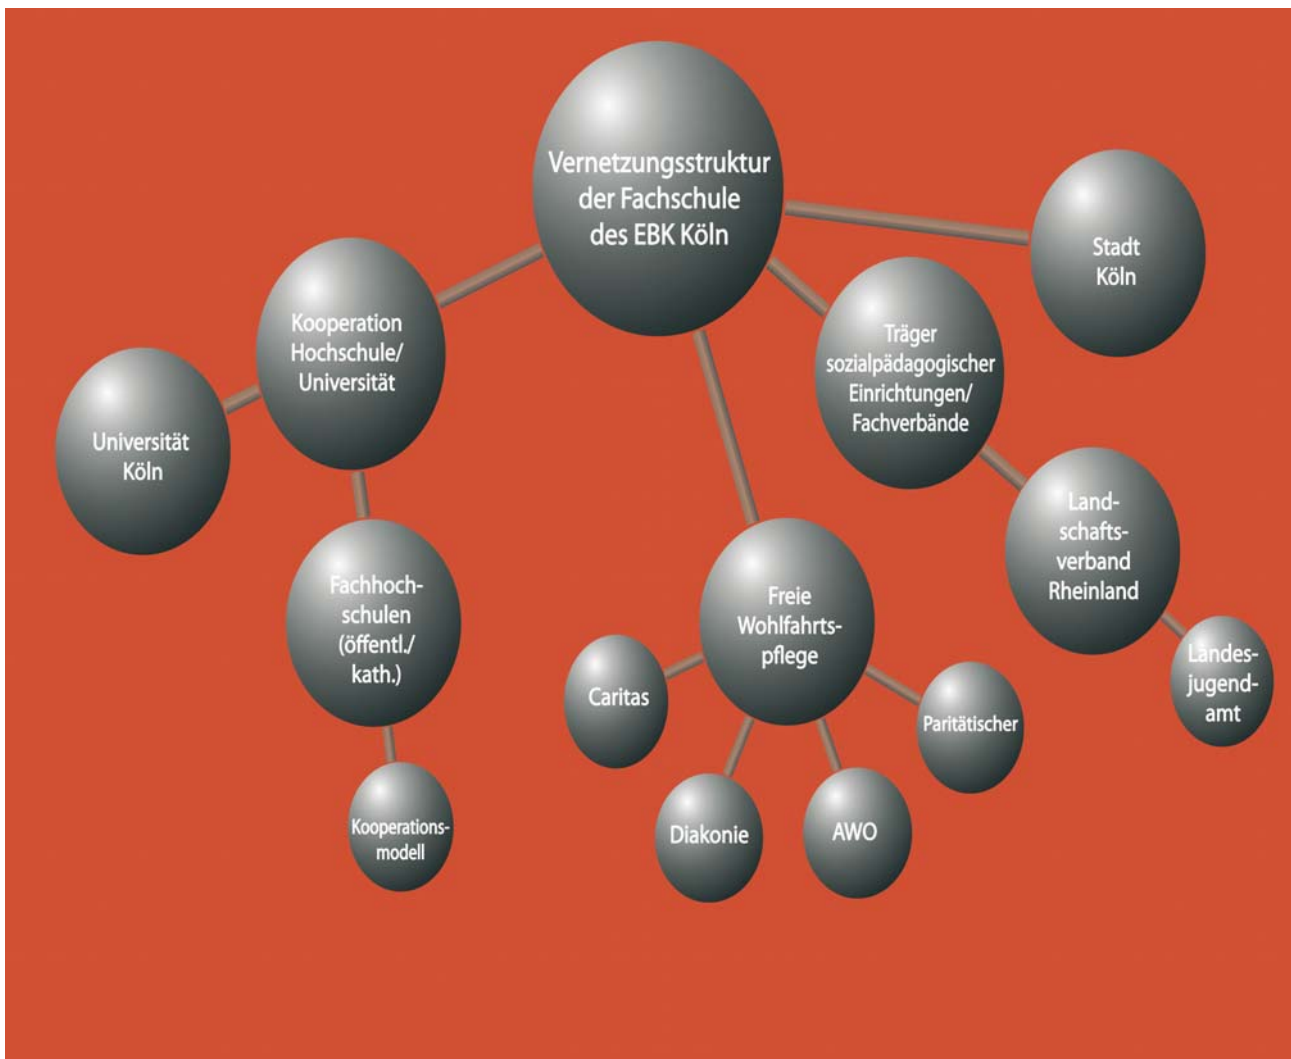 Vernetzungsstruktur
der Fachschule
des EBK Köln
Stadt
Köln
Kooperation
Hochschule/
Universität
Träger
sozialpädagogischer
Einrichtungen/
Fachverbände
Universität
Köln
Land-
schafts-
verband
Rheinland
Fachhoch-
schulen
(öffentl./
kath.)
Freie
Wohlfahrts-
pflege
Landes-
jugend-
amt
Caritas
Paritätischer
Kooperations-
modell
Diakonie
AWO